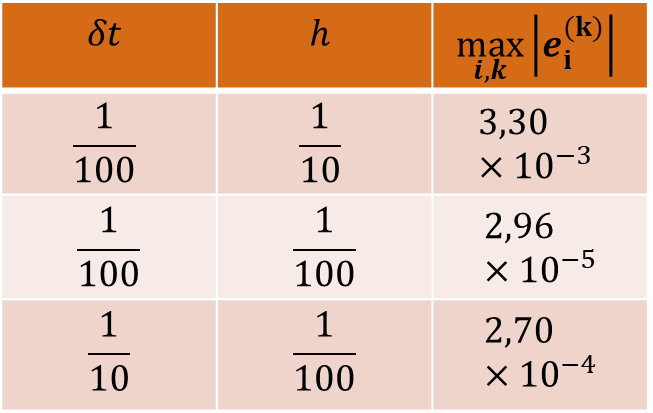 δt h max_{i,k} |e_i^{(k)}|
1/100 1/10 3,30 × 10⁻³
1/100 1/100 2,96 × 10⁻⁵
1/10 1/100 2,70 × 10⁻⁴